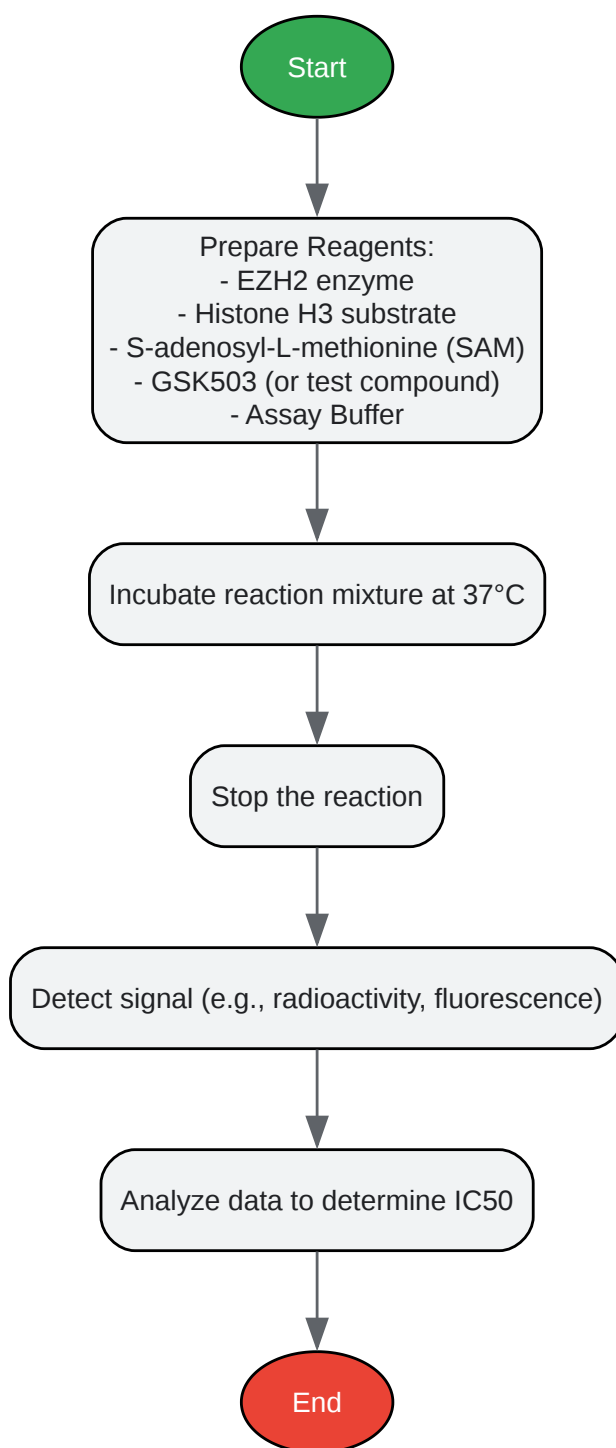 Start
Prepare Reagents:
- EZH2 enzyme
- Histone H3 substrate
- S-adenosyl-L-methionine (SAM)
- GSK503 (or test compound)
- Assay Buffer
Incubate reaction mixture at 37°C
Stop the reaction
Detect signal (e.g., radioactivity, fluorescence)
Analyze data to determine IC50
End